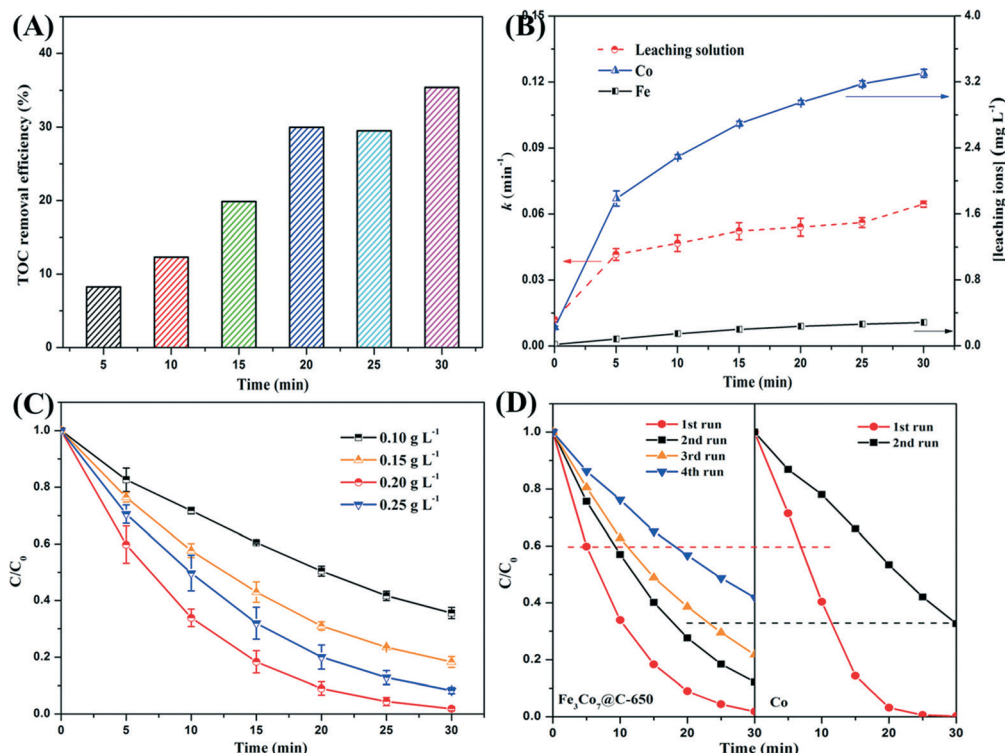 (A)
TOC removal efficiency (%)
40
30
20
10
0
5 10 15 20 25 30
Time (min)
(B)
k (min⁻¹)
0.15
0.12
0.09
0.06
0.03
0.00
Leaching solution
Co
Fe
4.0
3.2
2.4
1.6
0.8
0.0
[leaching ions] (mg L⁻¹)
0 5 10 15 20 25 30
Time (min)
(C)
C/C₀
1.0
0.8
0.6
0.4
0.2
0.0
0.10 g L⁻¹
0.15 g L⁻¹
0.20 g L⁻¹
0.25 g L⁻¹
0 5 10 15 20 25 30
Time (min)
(D)
C/C₀
1.0
0.8
0.6
0.4
0.2
0.0
1st run
2nd run
3rd run
4th run
1st run
2nd run
Fe₃Co₇@C-650
Co
0 10 20 30 10 20 30
Time (min) Time (min)